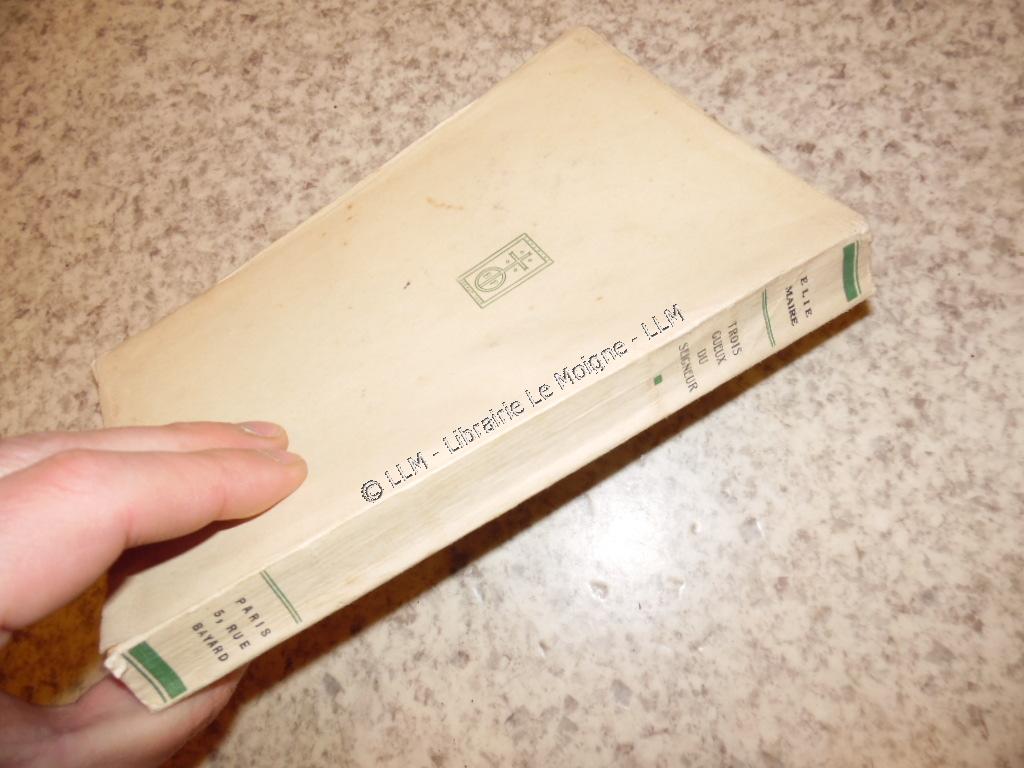 ELIE
MAIRE
TROIS
GUEUX
DU
SEIGNEUR
© LLM - Librairie Le Moigne - LLM
PARIS
5, RUE
BAYARD